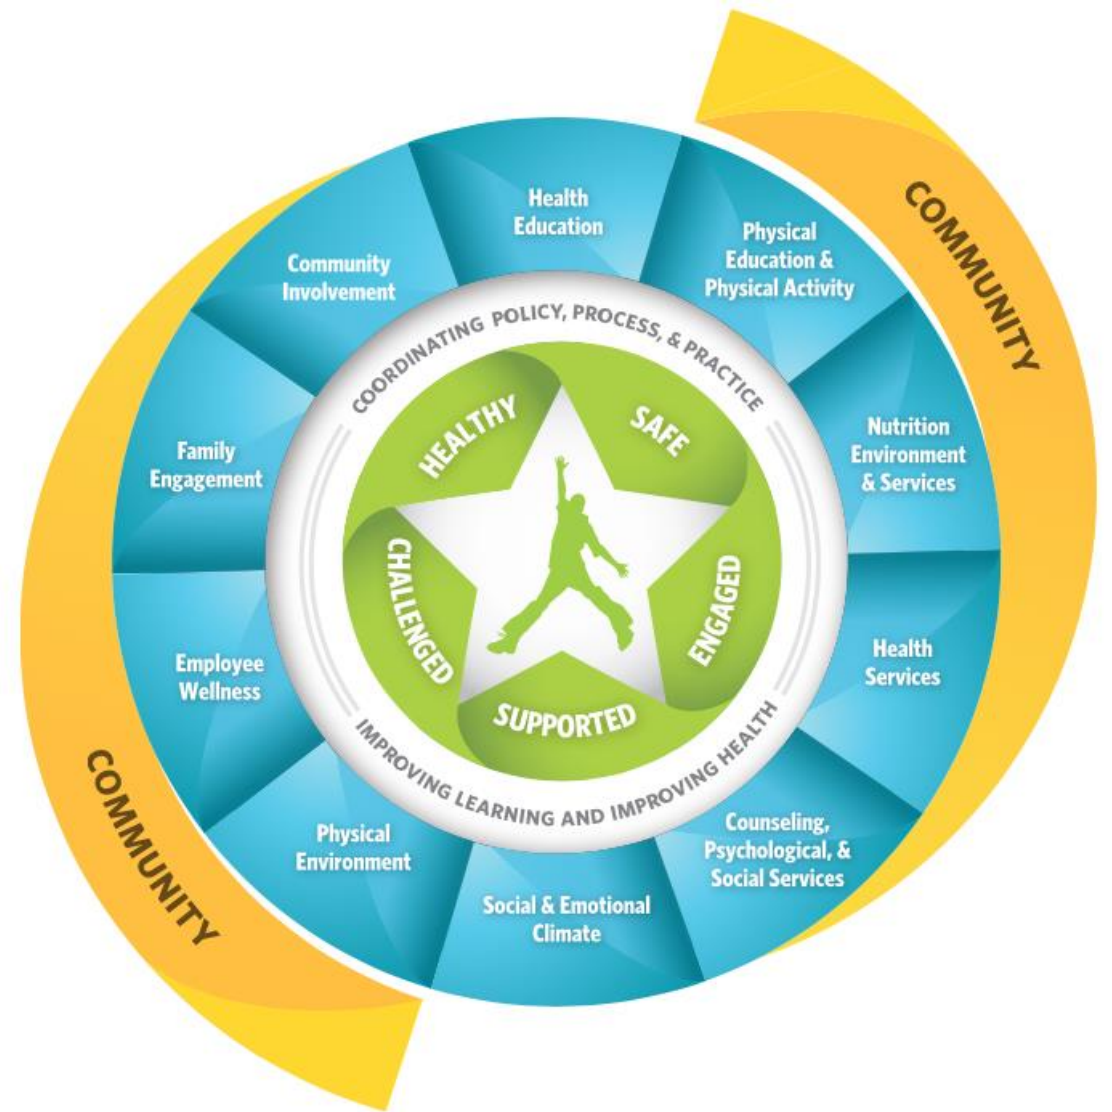 COMMUNITY
Health
Education
Physical
Education &
Physical Activity
Nutrition
Environment
& Services
Health
Services
Counseling,
Psychological, &
Social Services
Social & Emotional
Climate
Physical
Environment
Employee
Wellness
Family
Engagement
Community
Involvement
COORDINATING POLICY, PROCESS, & PRACTICE
IMPROVING LEARNING AND IMPROVING HEALTH
HEALTHY
SAFE
ENGAGED
SUPPORTED
CHALLENGED
COMMUNITY